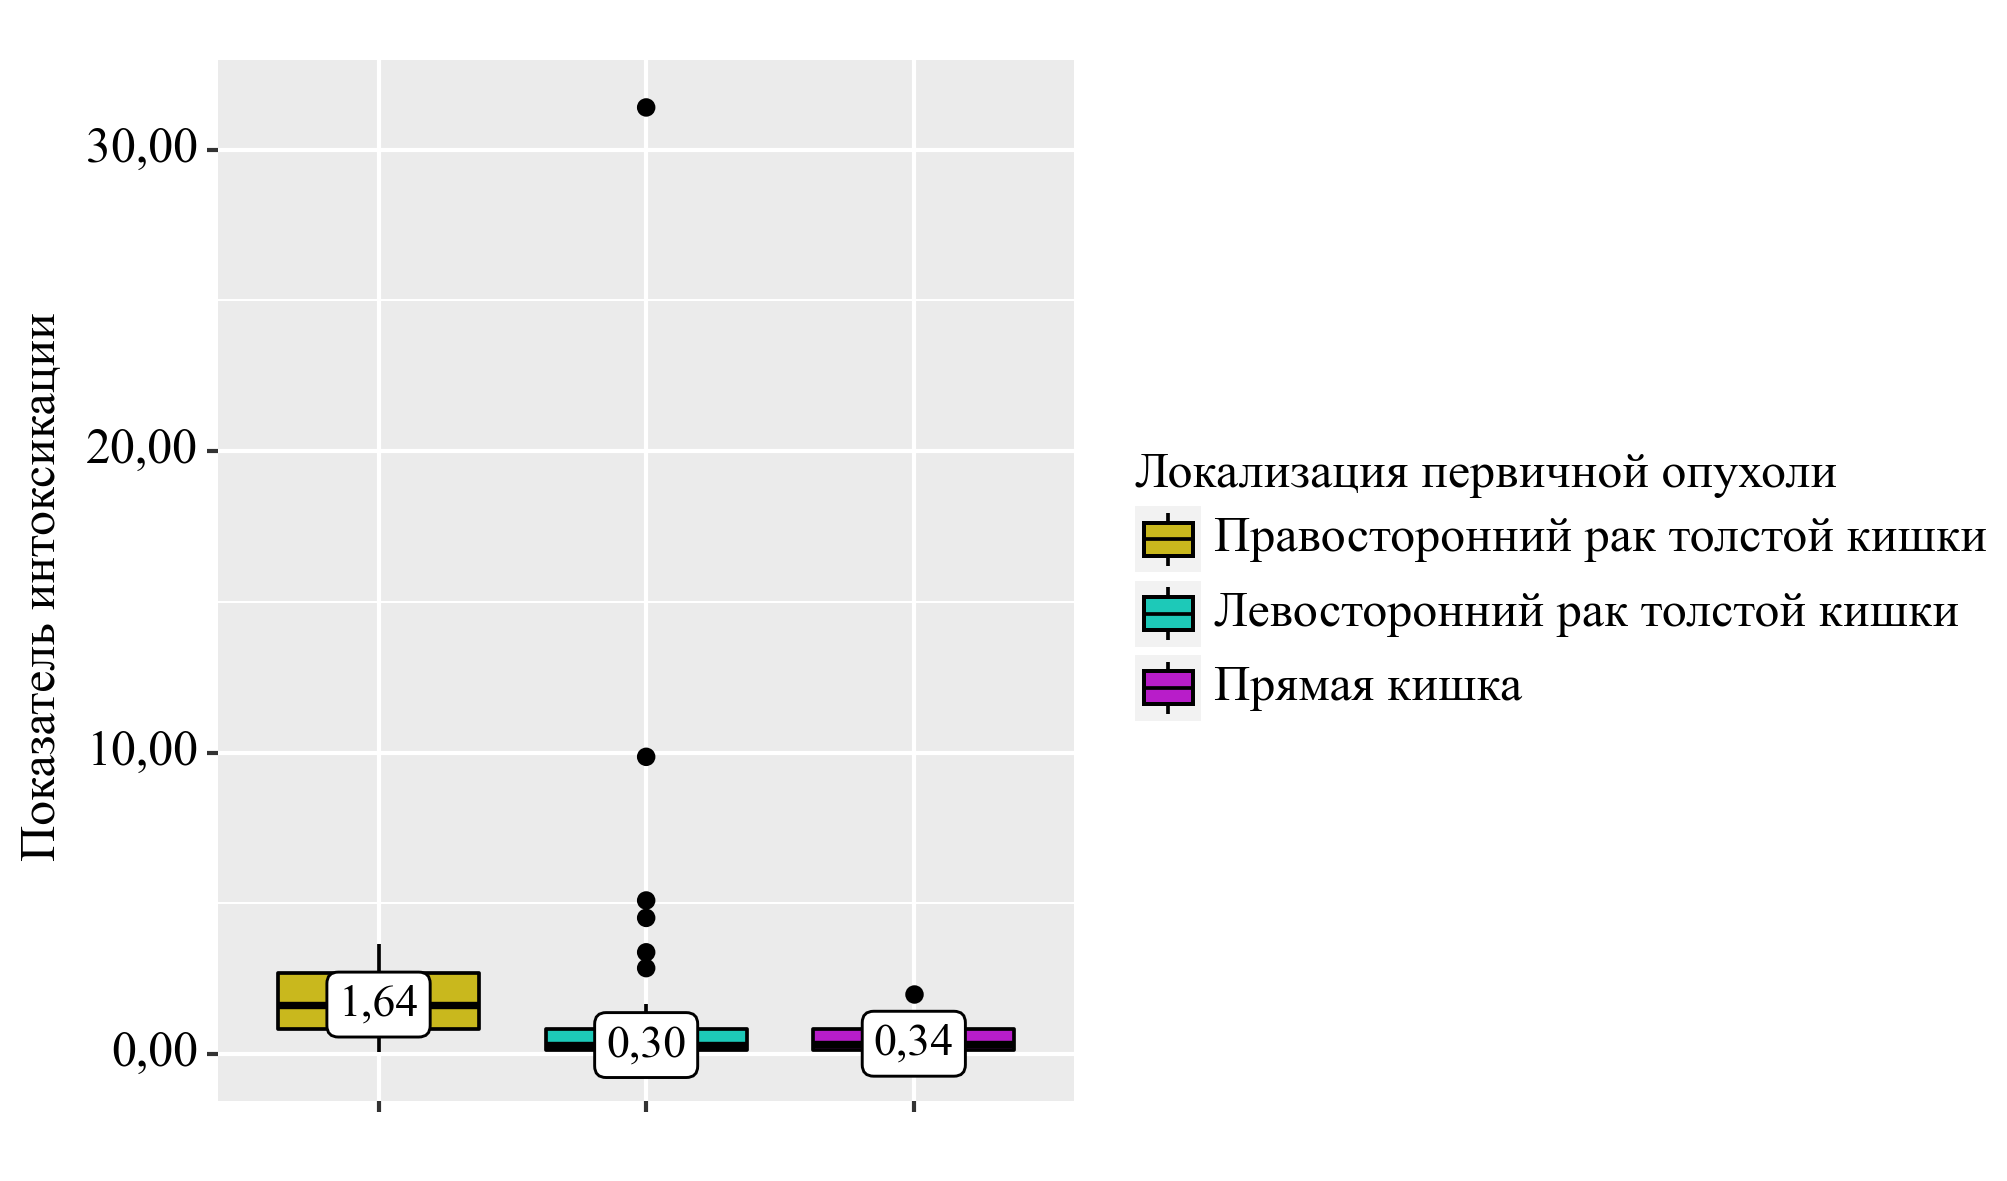 Показатель интоксикации
30,00
20,00
10,00
0,00
1,64
0,30
0,34
Локализация первичной опухоли
Правосторонний рак толстой кишки
Левосторонний рак толстой кишки
Прямая кишка